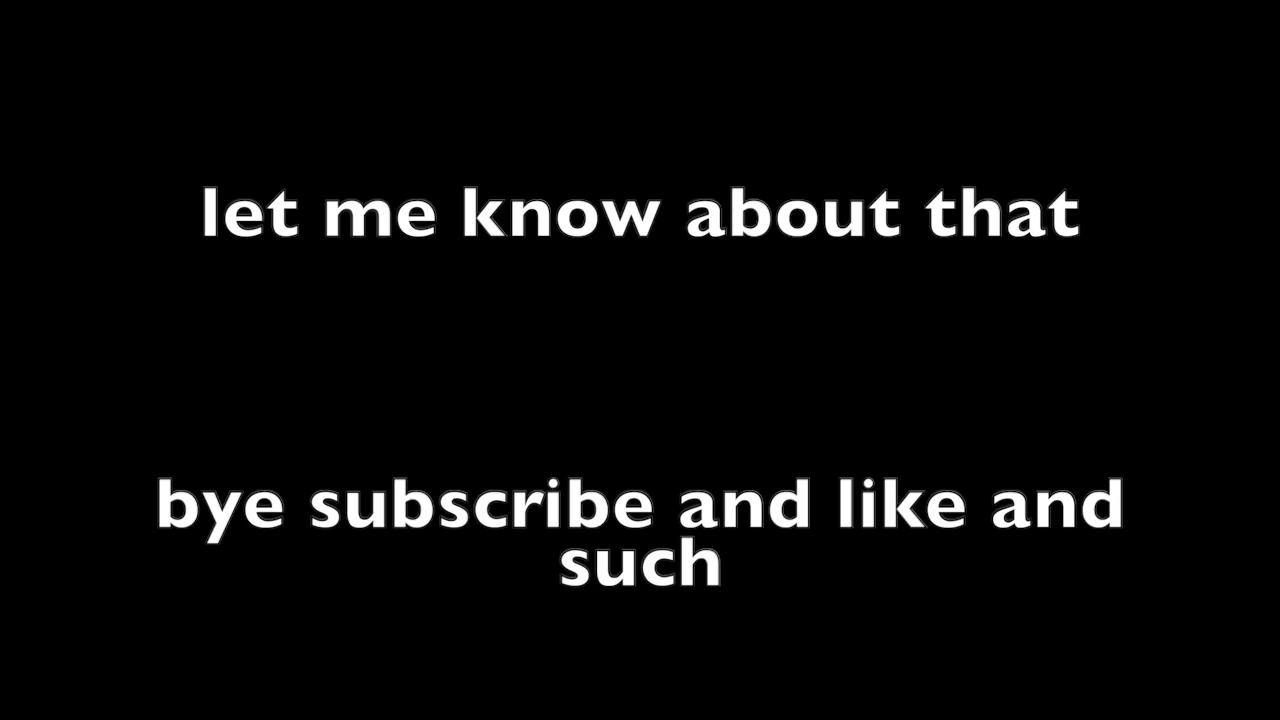 let me know about that
bye subscribe and like and
such